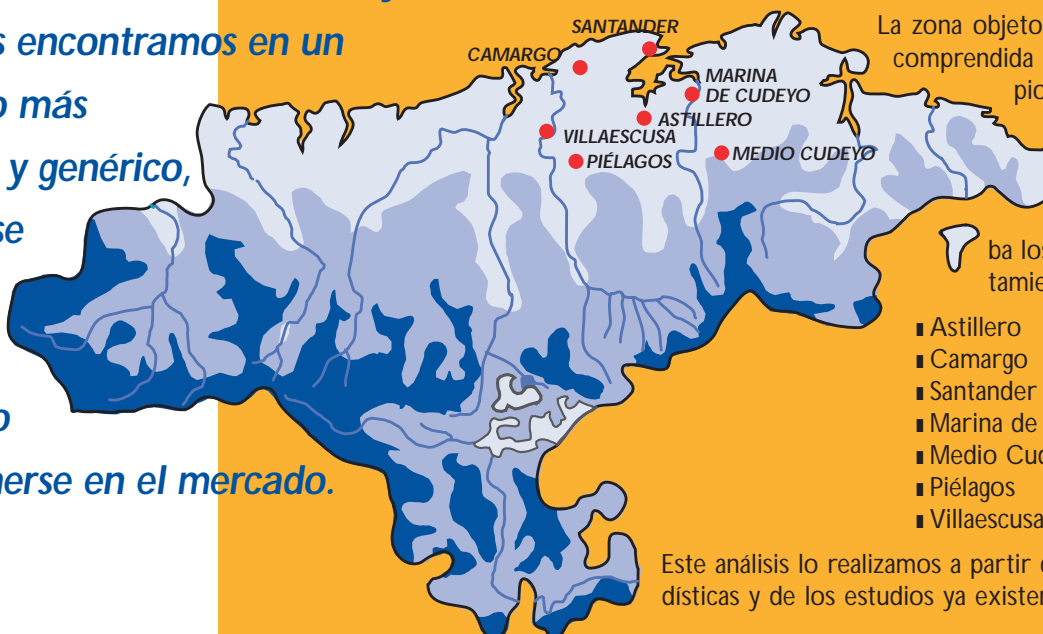 s encontramos en un
o más
y genérico,
se
o
nerse en el mercado.
SANTANDER
CAMARGO
MARINA
DE CUDEYO
ASTILLERO
VILLAESCUSA
PIÉLAGOS
MEDIO CUDEYO
La zona objeto
comprendida
pic
ba los
tamie
Astillero
Camargo
Santander
Marina de
Medio Cud
Piélagos
Villaescusa
Este análisis lo realizamos a partir
dísticas y de los estudios ya existen